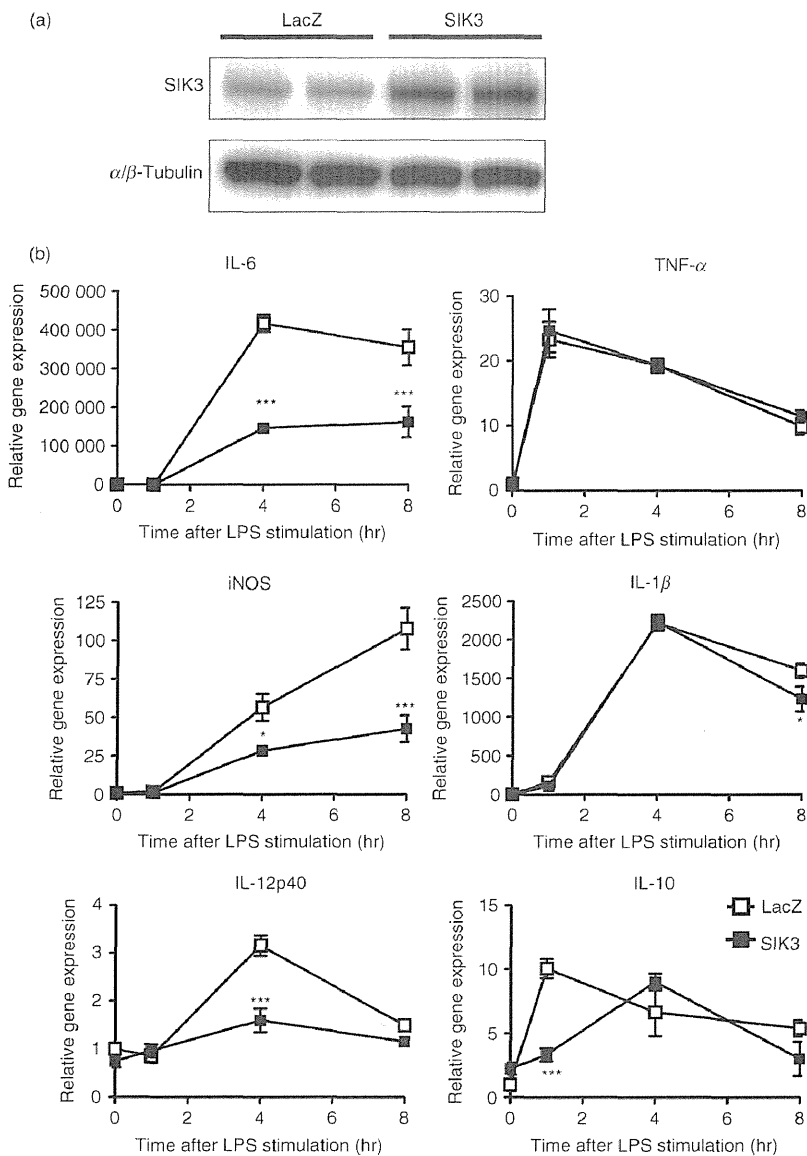 (a)
LacZ SIK3
SIK3
α/β-Tubulin
(b)
IL-6
Relative gene expression
500 000
400 000
300 000
200 000
100 000
0
*** ***
0 2 4 6 8
Time after LPS stimulation (hr)
TNF-α
Relative gene expression
30
20
10
0
0 2 4 6 8
Time after LPS stimulation (hr)
iNOS
Relative gene expression
125
100
75
50
25
0
* ***
0 2 4 6 8
Time after LPS stimulation (hr)
IL-1β
Relative gene expression
2500
2000
1500
1000
500
0
*
0 2 4 6 8
Time after LPS stimulation (hr)
IL-12p40
Relative gene expression
4
3
2
1
0
***
0 2 4 6 8
Time after LPS stimulation (hr)
IL-10
Relative gene expression
15
10
5
0
***
0 2 4 6 8
Time after LPS stimulation (hr)
LacZ
SIK3